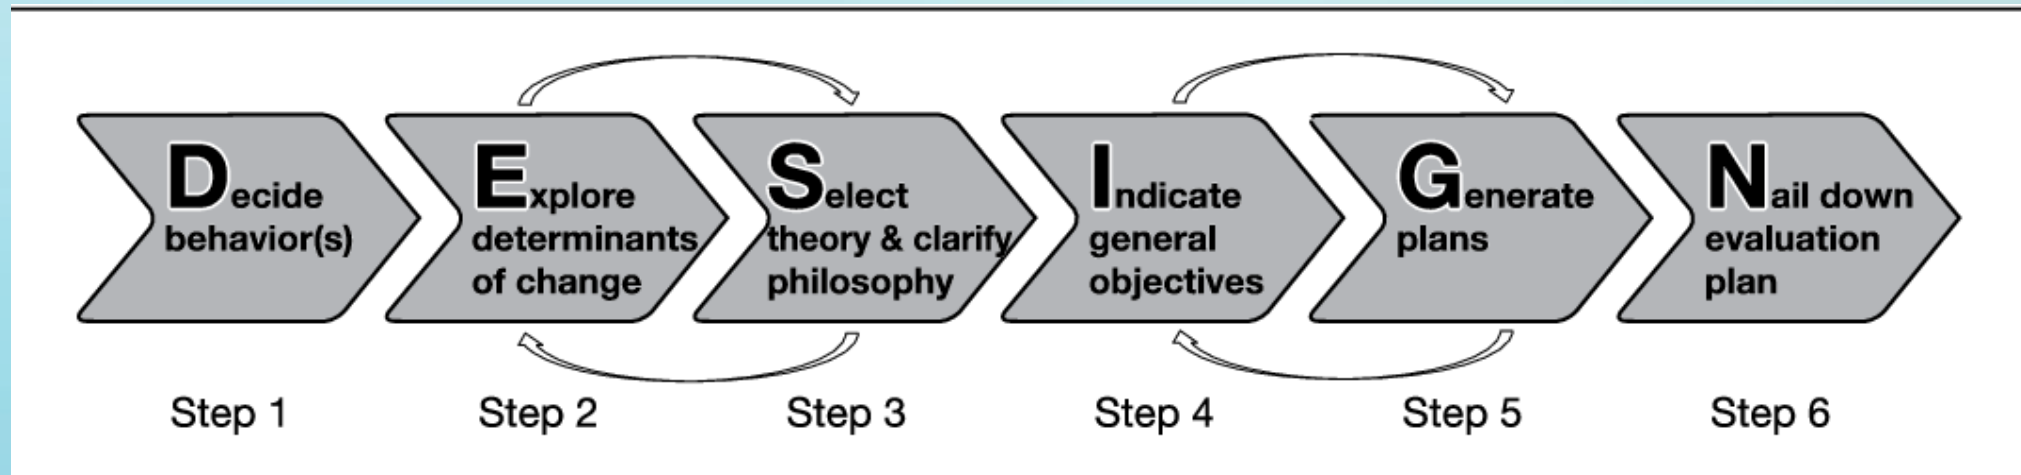 Decide
behavior(s)
Explore
determinants
of change
Select
theory & clarify
philosophy
Indicate
general
objectives
Generate
plans
Nail down
evaluation
plan
Step 1
Step 2
Step 3
Step 4
Step 5
Step 6